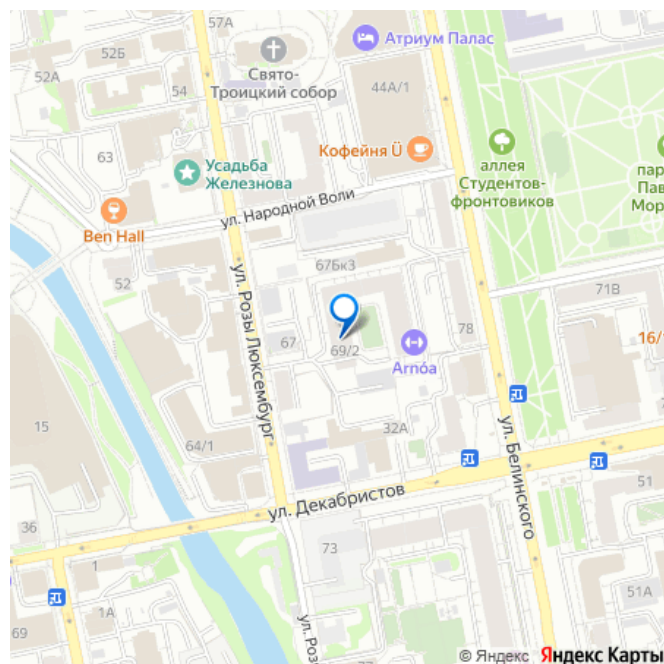 52Б
57А
Атриум Палас
52А
Свято-
Троицкий собор
54
44А/1
63
Кофейня Ü
Усадьба
Железнова
аллея
Студентов-
фронтовиков
пар
Пав
Мор
ул. Народной Воли
Ben Hall
67Бк3
52
71В
ул. Розы Люксембург
67
69/2
78
16/
Arnóa
15
64/1
32А
ул. Белинского
ул. Декабристов
51
36
73
1
1А
51А
69
ул. Роз
© Яндекс Яндекс Карты